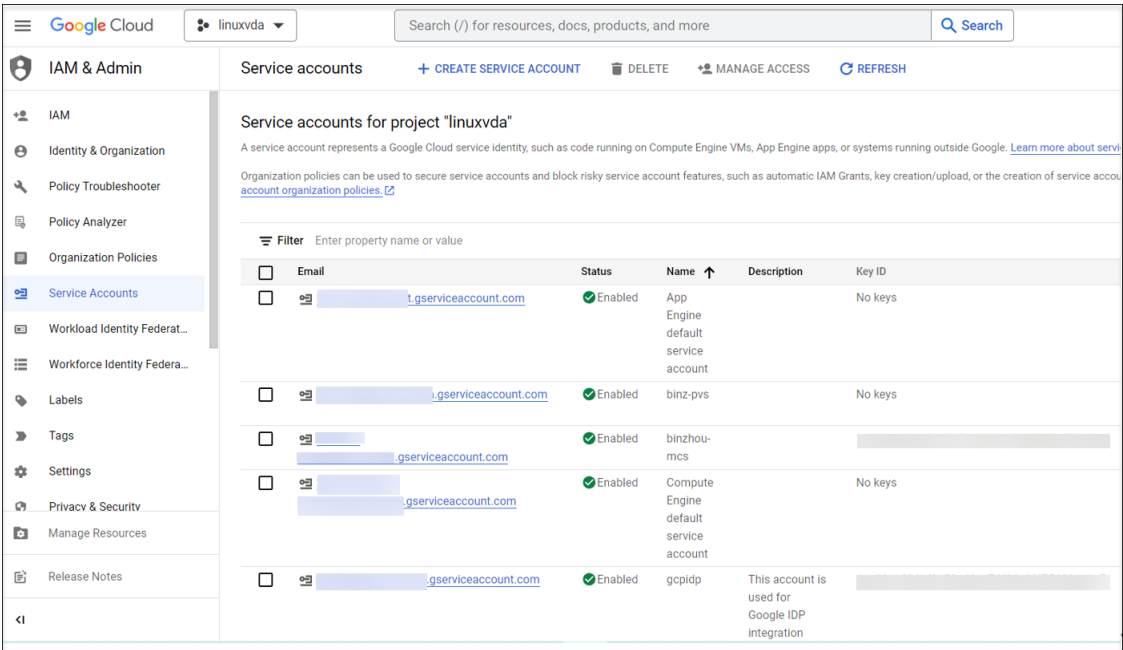 Google Cloud
linuxvda
Search (/) for resources, docs, products, and more
Search
IAM & Admin
Service accounts
CREATE SERVICE ACCOUNT
DELETE
MANAGE ACCESS
REFRESH
IAM
Identity & Organization
Policy Troubleshooter
Policy Analyzer
Organization Policies
Service Accounts
Workload Identity Federat...
Workforce Identity Federa...
Labels
Tags
Settings
Privacy & Security
Manage Resources
Release Notes
Service accounts for project "linuxvda"
A service account represents a Google Cloud service identity, such as code running on Compute Engine VMs, App Engine apps, or systems running outside Google. Learn more about servi
Organization policies can be used to secure service accounts and block risky service account features, such as automatic IAM Grants, key creation/upload, or the creation of service accou
account organization policies.
Filter Enter property name or value
Email Status Name Description Key ID
t.gserviceaccount.com Enabled App No keys
Engine
default
service
account
.gserviceaccount.com Enabled binz-pvs No keys
Enabled binzhou-
.gserviceaccount.com mcs
Enabled Compute No keys
.gserviceaccount.com Engine
default
service
account
.gserviceaccount.com Enabled gcpidp This account is
used for
Google IDP
integration